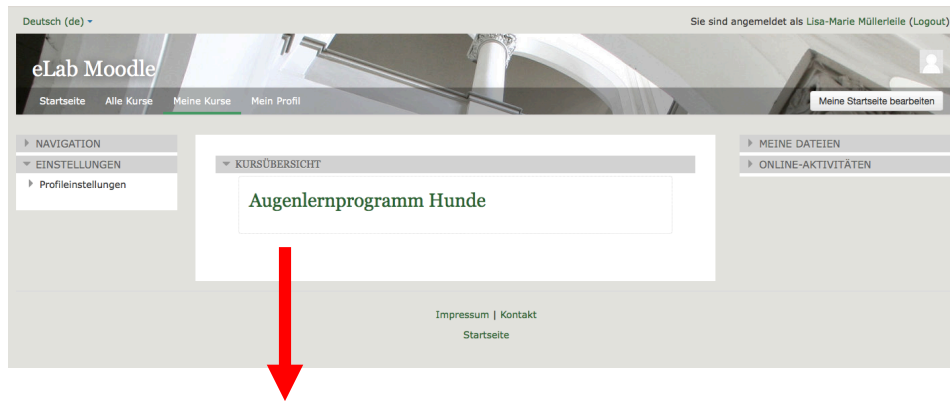 Deutsch (de)
Sie sind angemeldet als Lisa-Marie Müllerleile (Logout)
eLab Moodle
Startseite Alle Kurse Meine Kurse Mein Profil
Meine Startseite bearbeiten
NAVIGATION
EINSTELLUNGEN
Profileinstellungen
KURSÜBERSICHT
Augenlernprogramm Hunde
MEINE DATEIEN
ONLINE-AKTIVITÄTEN
Impressum | Kontakt
Startseite